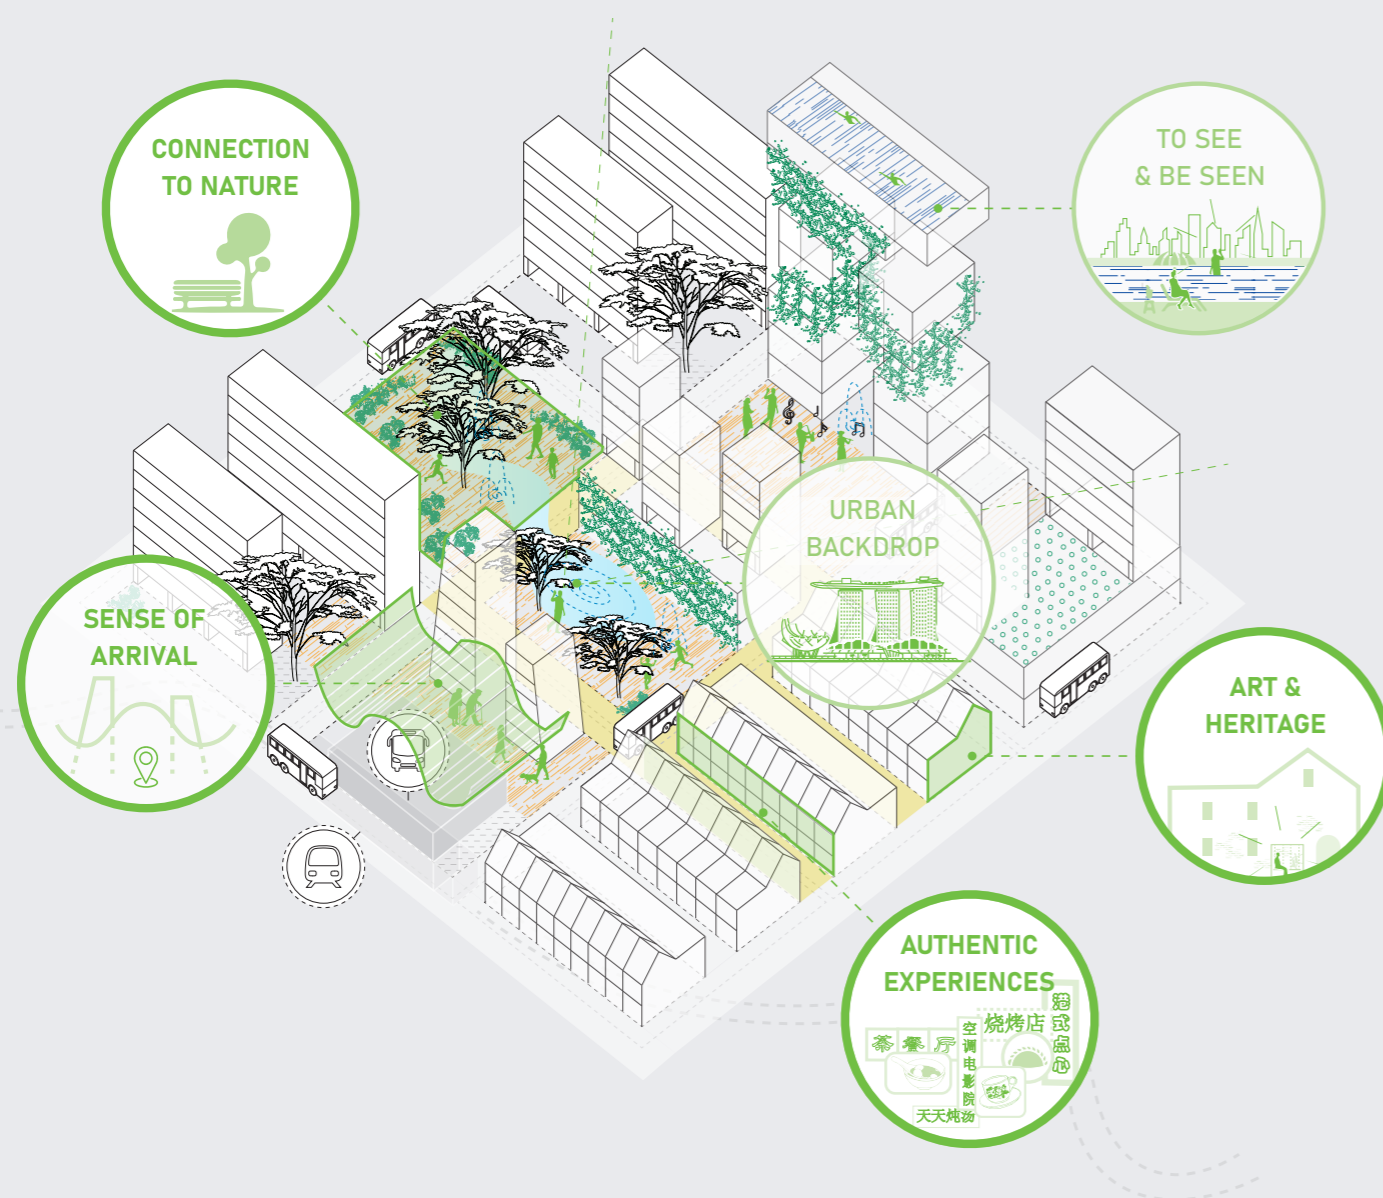 CONNECTION
TO NATURE
TO SEE
& BE SEEN
URBAN
BACKDROP
SENSE OF
ARRIVAL
ART &
HERITAGE
AUTHENTIC
EXPERIENCES
茶餐厅
空调电影院
烧烤店
港式点心
天天炖汤